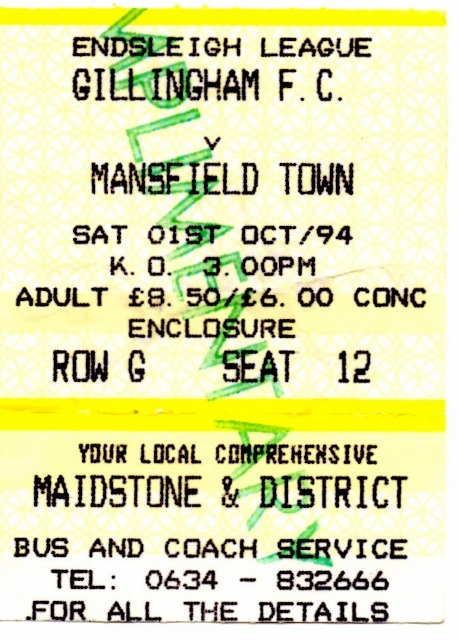 ENDSLEIGH LEAGUE
GILLINGHAM F.C.
v
MANSFIELD TOWN
SAT 01ST OCT/94
K.O. 3.00PM
ADULT £8.50/£6.00 CONC
ENCLOSURE
ROW G SEAT 12
COMPLIMENTARY
YOUR LOCAL COMPREHENSIVE
MAIDSTONE & DISTRICT
BUS AND COACH SERVICE
TEL: 0634 - 832666
.FOR ALL THE DETAILS